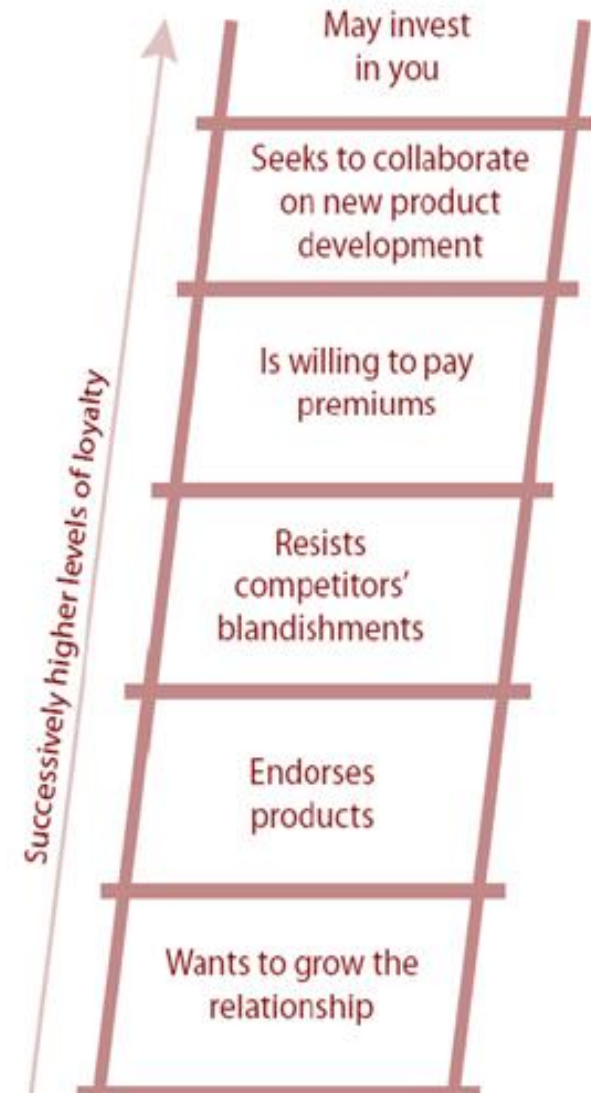 May invest
in you
Seeks to collaborate
on new product
development
Is willing to pay
premiums
Resists
competitors’
blandishments
Endorses
products
Wants to grow the
relationship
Successively higher levels of loyalty